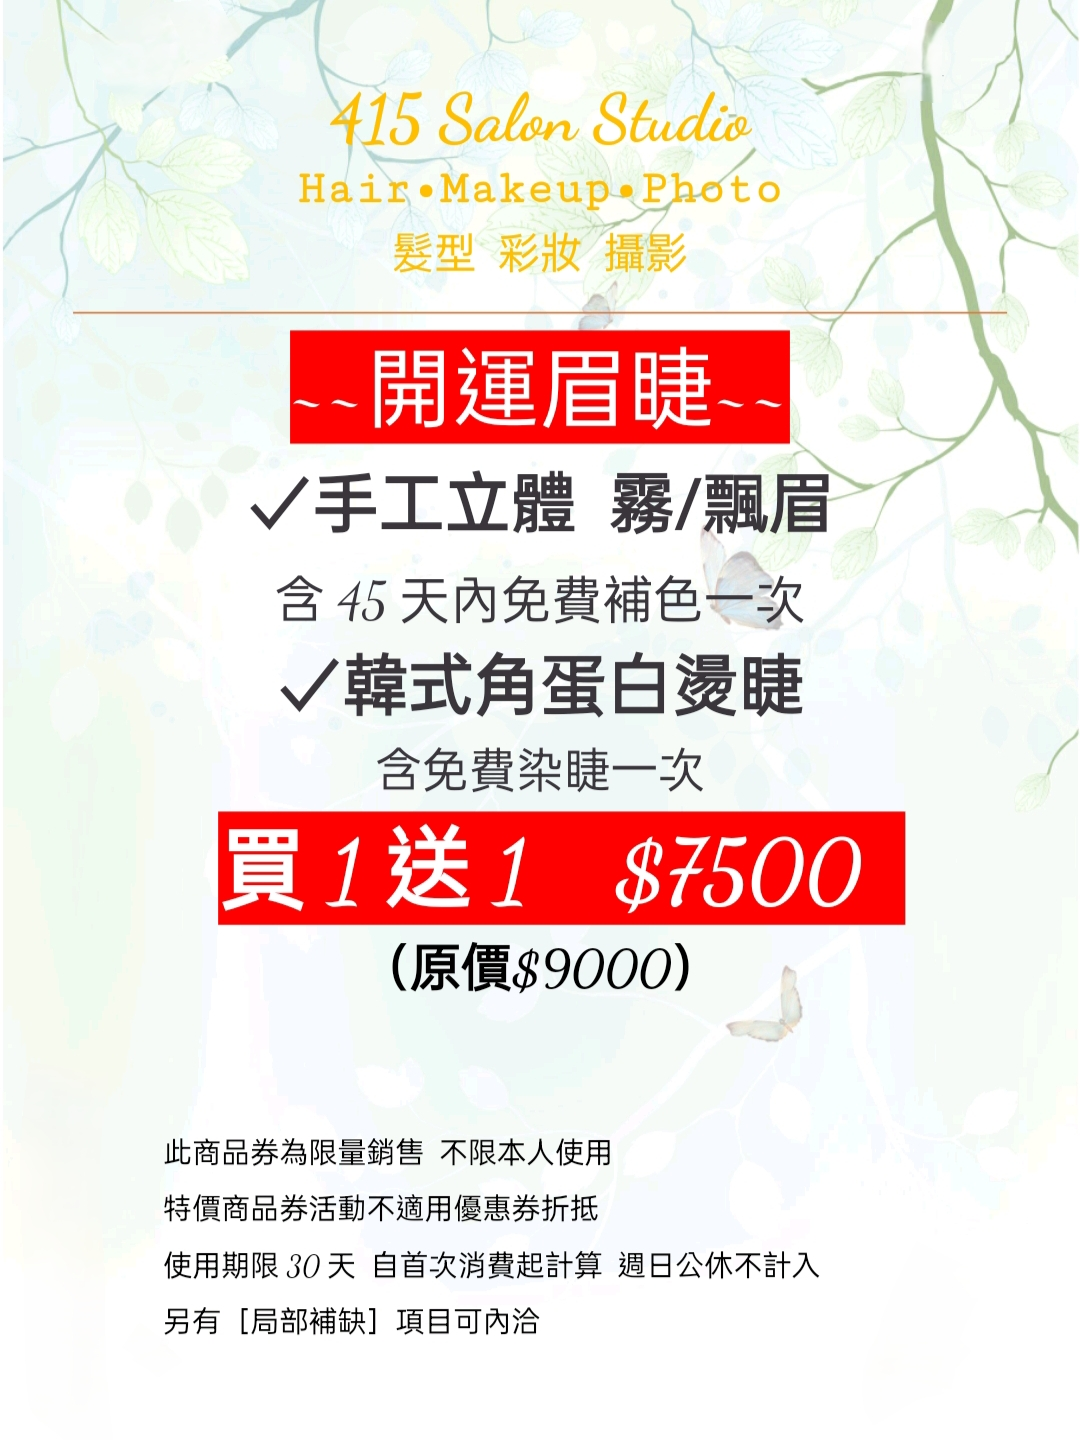 415 Salon Studio
Hair•Makeup•Photo
髮型 彩妝 攝影
~~開運眉睫~~
✓手工立體 霧/飄眉
含 45 天內免費補色一次
✓韓式角蛋白燙睫
含免費染睫一次
買 1 送 1 $7500
（原價$9000）
此商品券為限量銷售 不限本人使用
特價商品券活動不適用優惠券折抵
使用期限 30 天 自首次消費起計算 週日公休不計入
另有［局部補缺］項目可內洽